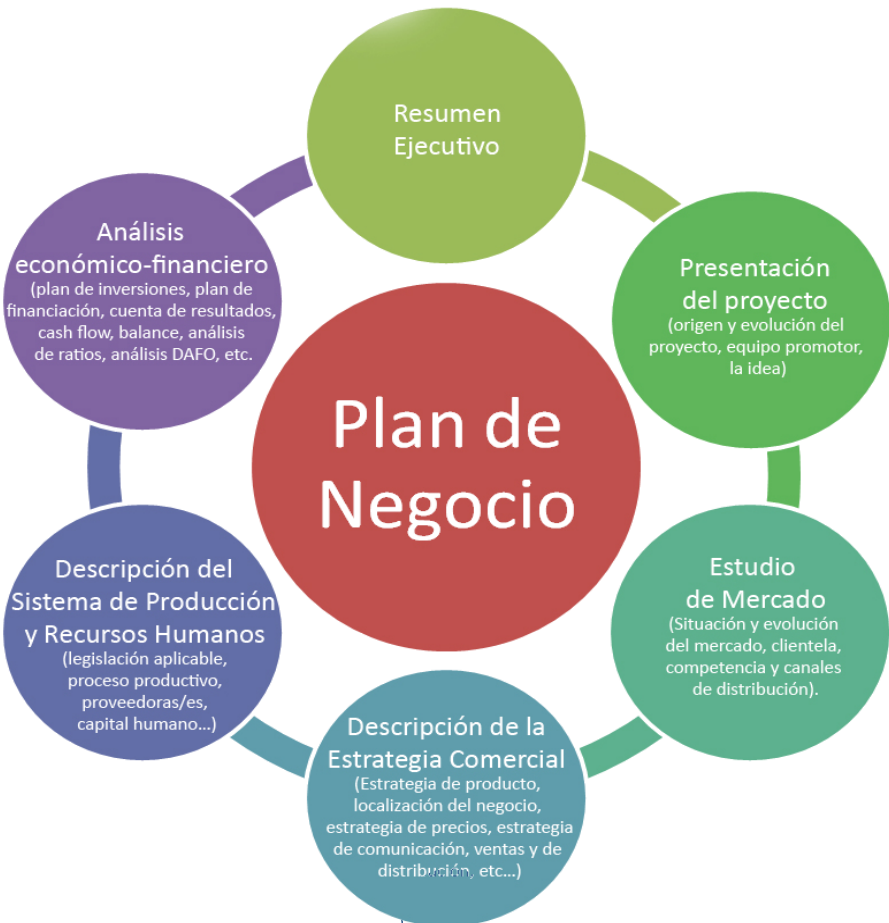 Resumen
Ejecutivo
Presentación
del proyecto
(origen y evolución del
proyecto, equipo promotor,
la idea)
Estudio
de Mercado
(Situación y evolución
del mercado, clientela,
competencia y canales
de distribución).
Descripción de la
Estrategia Comercial
(Estrategia de producto,
localización del negocio,
estrategia de precios, estrategia
de comunicación, ventas y de
distribución, etc...)
Descripción del
Sistema de Producción
y Recursos Humanos
(legislación aplicable,
proceso productivo,
proveedoras/es,
capital humano...)
Análisis
económico-financiero
(plan de inversiones, plan de
financiación, cuenta de resultados,
cash flow, balance, análisis
de ratios, análisis DAFO, etc.
Plan de
Negocio